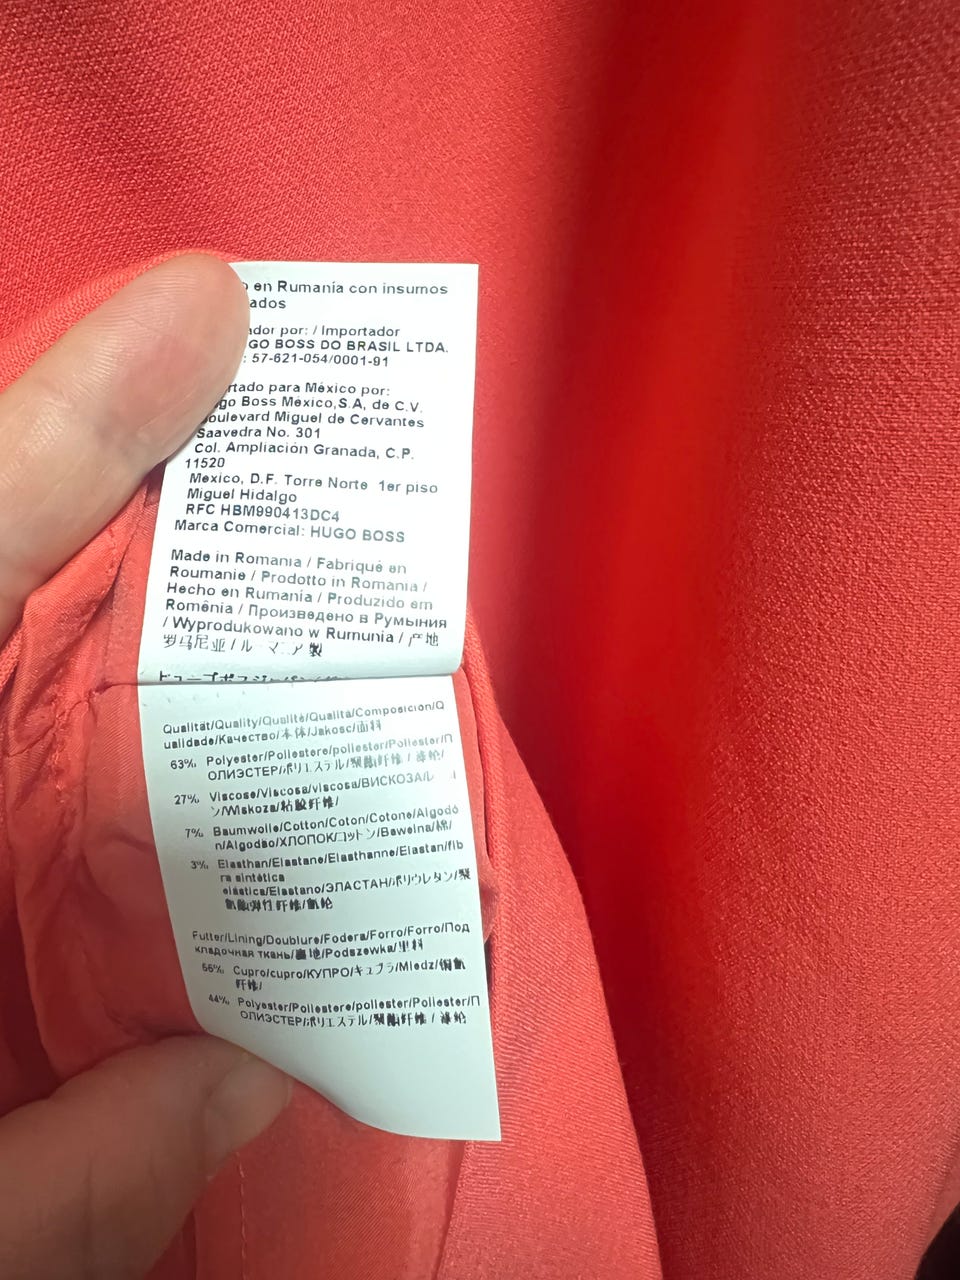 en Rumanía con insumos
ados
ador por: / Importador
GO BOSS DO BRASIL LTDA.
: 57-621-054/0001-91
rtado para México por:
go Boss México,S.A, de C.V.
oulevard Miguel de Cervantes
Saavedra No. 301
Col. Ampliación Granada, C.P.
11520
Mexico, D.F. Torre Norte 1er piso
Miguel Hidalgo
RFC HBM990413DC4
Marca Comercial: HUGO BOSS
Made in Romania / Fabriqué en
Roumanie / Prodotto in Romania /
Hecho en Rumania / Produzido em
Romênia / Произведено в Румыния
/ Wyprodukowano w Rumunia / 产地
罗马尼亚 / ルーマニア製
Qualität/Quality/Qualité/Qualità/Composición/Q
ualidade/Качество/本体/Jakosc/面料
63% Polyester/Poliestere/poliester/Poliester/П
ОЛИЭСТЕР/ポリエステル/聚酯纤维 / 涤纶/
27% Viscose/Viscosa/viscosa/ВИСКОЗА/レ
ン/Wiskoza/粘胶纤维/
7% Baumwolle/Cotton/Coton/Cotone/Algodó
n/Algodão/ХЛОПОК/コットン/Bawelna/棉/
3% Elasthan/Elastane/Elasthanne/Elastan/fib
ra sintética
elástica/Elastano/ЭЛАСТАН/ポリウレタン/聚
氨酯弹性纤维/氨纶
Futter/Lining/Doublure/Fodera/Forro/Forro/Под
кладочная ткань/裏地/Podszewka/里料
56% Cupro/cupro/КУПРО/キュプラ/Miedz/铜氨
纤维/
44% Polyester/Poliestere/poliester/Poliester/П
ОЛИЭСТЕР/ポリエステル/聚酯纤维 / 涤纶